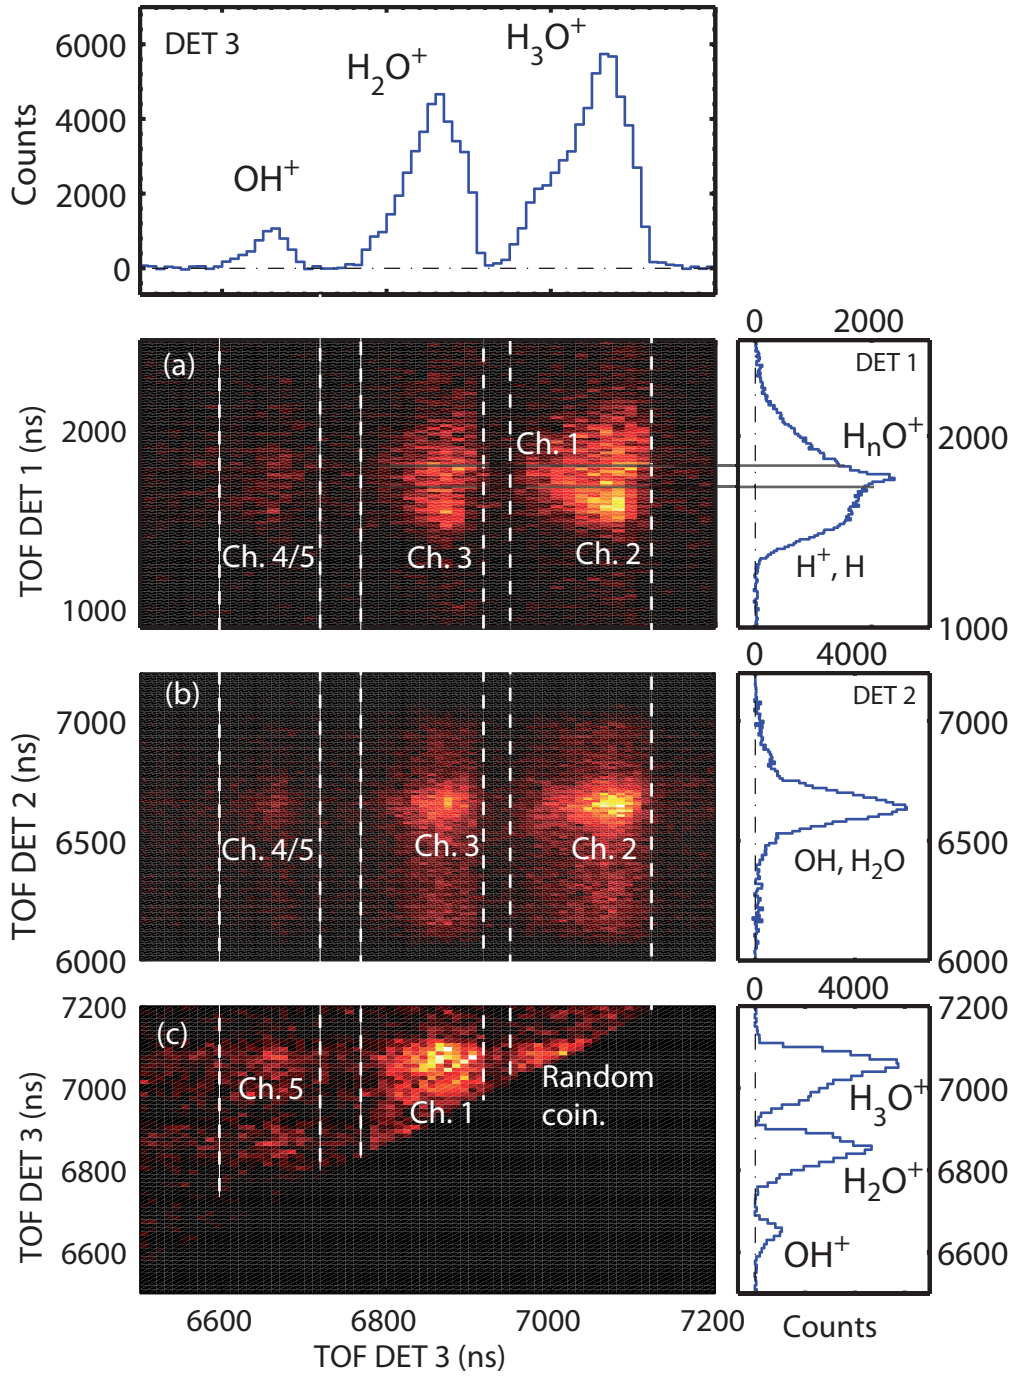 DET 3
H₂O⁺
H₃O⁺
OH⁺
Counts
6000
4000
2000
0
(a)
Ch. 1
Ch. 4/5
Ch. 3
Ch. 2
TOF DET 1 (ns)
2000
1000
0
2000
DET 1
HₙO⁺
H⁺, H
2000
1000
(b)
Ch. 4/5
Ch. 3
Ch. 2
TOF DET 2 (ns)
7000
6500
6000
0
4000
DET 2
OH, H₂O
7000
6500
6000
(c)
Ch. 5
Ch. 1
Random
coin.
TOF DET 3 (ns)
7200
7000
6800
6600
0
4000
H₃O⁺
H₂O⁺
OH⁺
7200
7000
6800
6600
6600
6800
7000
7200
TOF DET 3 (ns)
Counts